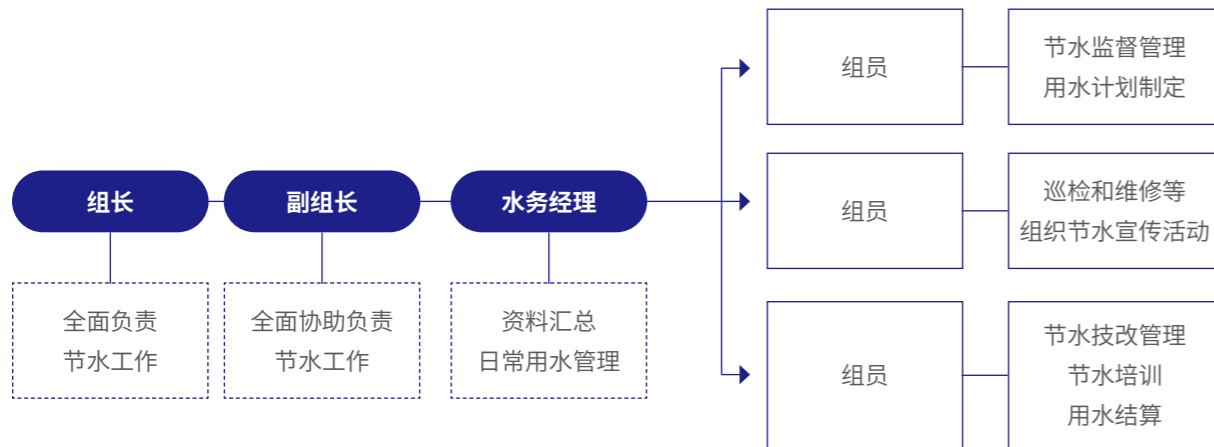 组长
全面负责
节水工作
副组长
全面协助负责
节水工作
水务经理
资料汇总
日常用水管理
组员
节水监督管理
用水计划制定
组员
巡检和维修等
组织节水宣传活动
组员
节水技改管理
节水培训
用水结算